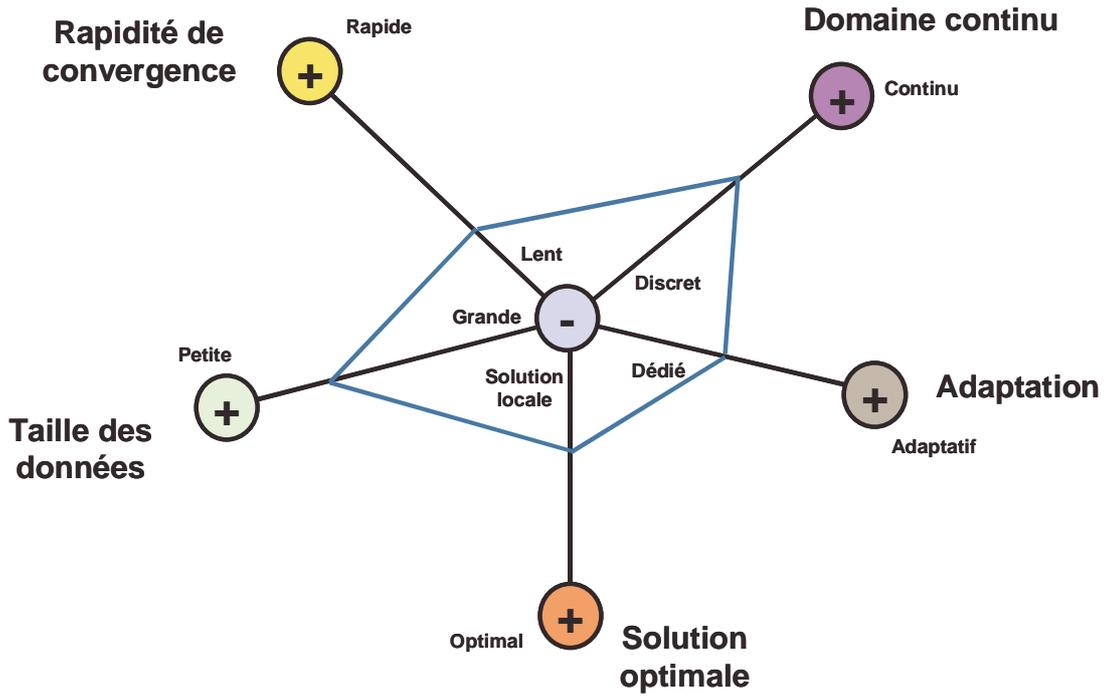 Rapidité de
convergence
Rapide
+
Domaine continu
Continu
+
Lent
Discret
Grande
-
Petite
+
Taille des
données
Solution
locale
Dédié
+
Adaptation
Adaptatif
+
Optimal
Solution
optimale